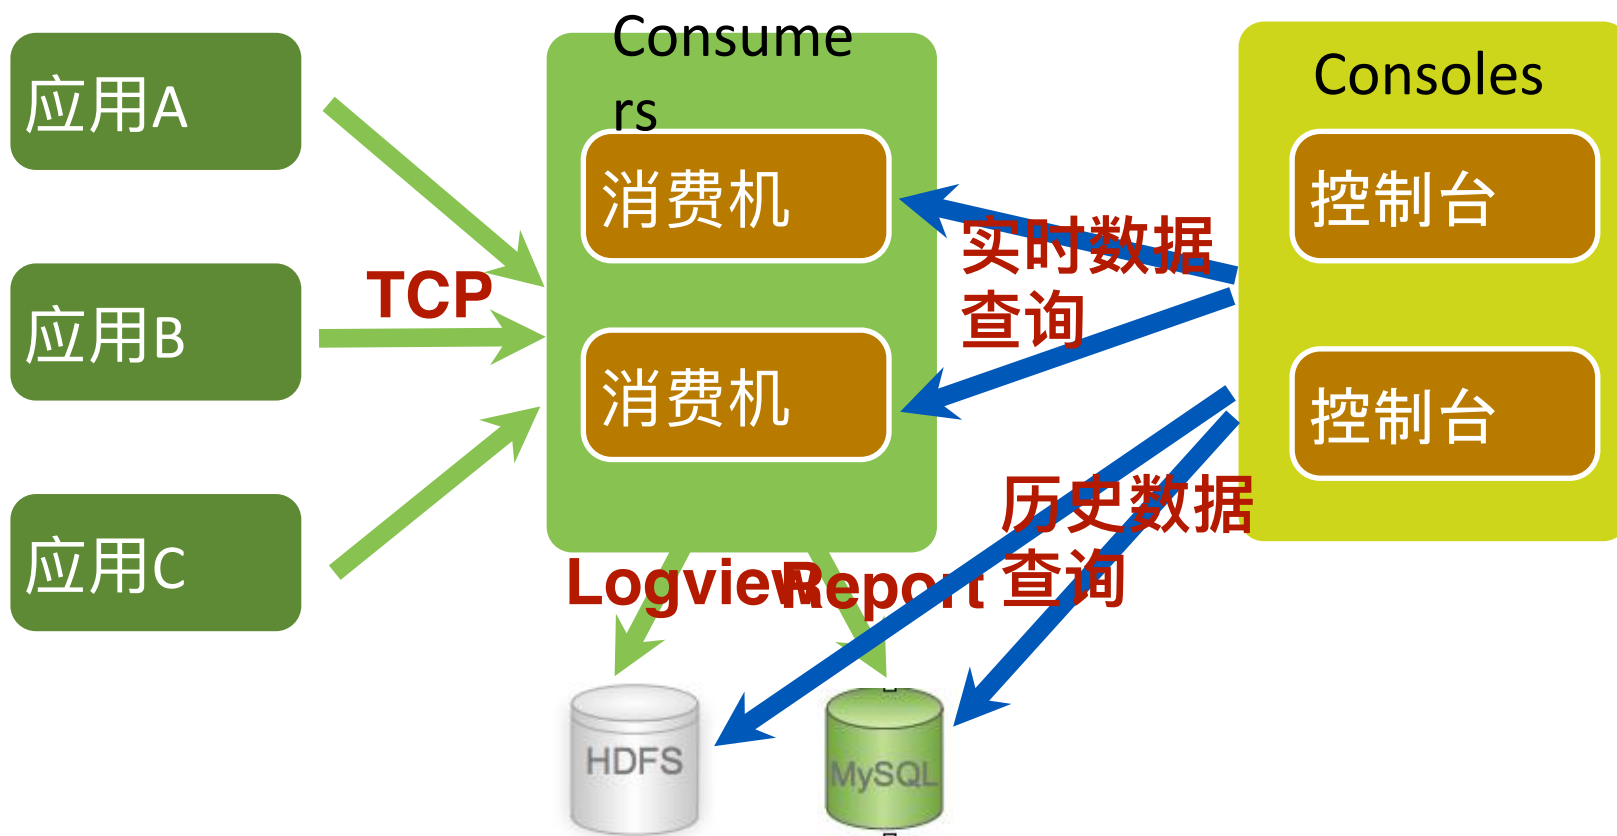 应用A
应用B
应用C
TCP
Consume
rs
消费机
消费机
Logview
Report
HDFS
MySQL
实时数据
查询
历史数据
查询
Consoles
控制台
控制台